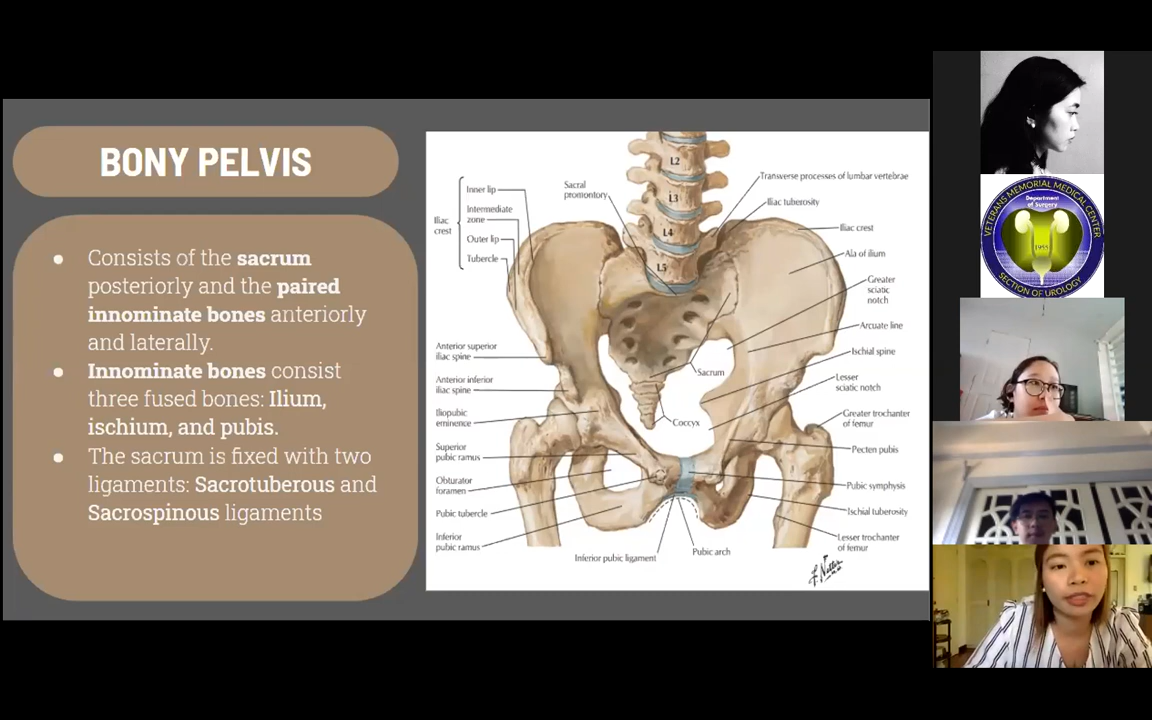 BONY PELVIS
● Consists of the sacrum
posteriorly and the paired
innominate bones anteriorly
and laterally.
● Innominate bones consist
three fused bones: Ilium,
ischium, and pubis.
● The sacrum is fixed with two
ligaments: Sacrotuberous and
Sacrospinous ligaments
Iliac
crest
Inner lip
Intermediate
zone
Outer lip
Tubercle
Sacral
promontory
L2
L3
L4
L5
Tranverse processes of lumbar vertebrae
Iliac tuberosity
Iliac crest
Ala of ilium
Greater
sciatic
notch
Arcuate line
Ischial spine
Lesser
sciatic notch
Greater trochanter
of femur
Pecten pubis
Pubic symphysis
Ischial tuberosity
Lesser trochanter
of femur
Anterior superior
iliac spine
Anterior inferior
iliac spine
Iliopubic
eminence
Superior
pubic ramus
Obturator
foramen
Pubic tubercle
Inferior
pubic ramus
Sacrum
Coccyx
Inferior pubic ligament
Pubic arch
F. Netter
VETERANS MEMORIAL MEDICAL CENTER
Department
of Surgery
1955
SECTION OF UROLOGY